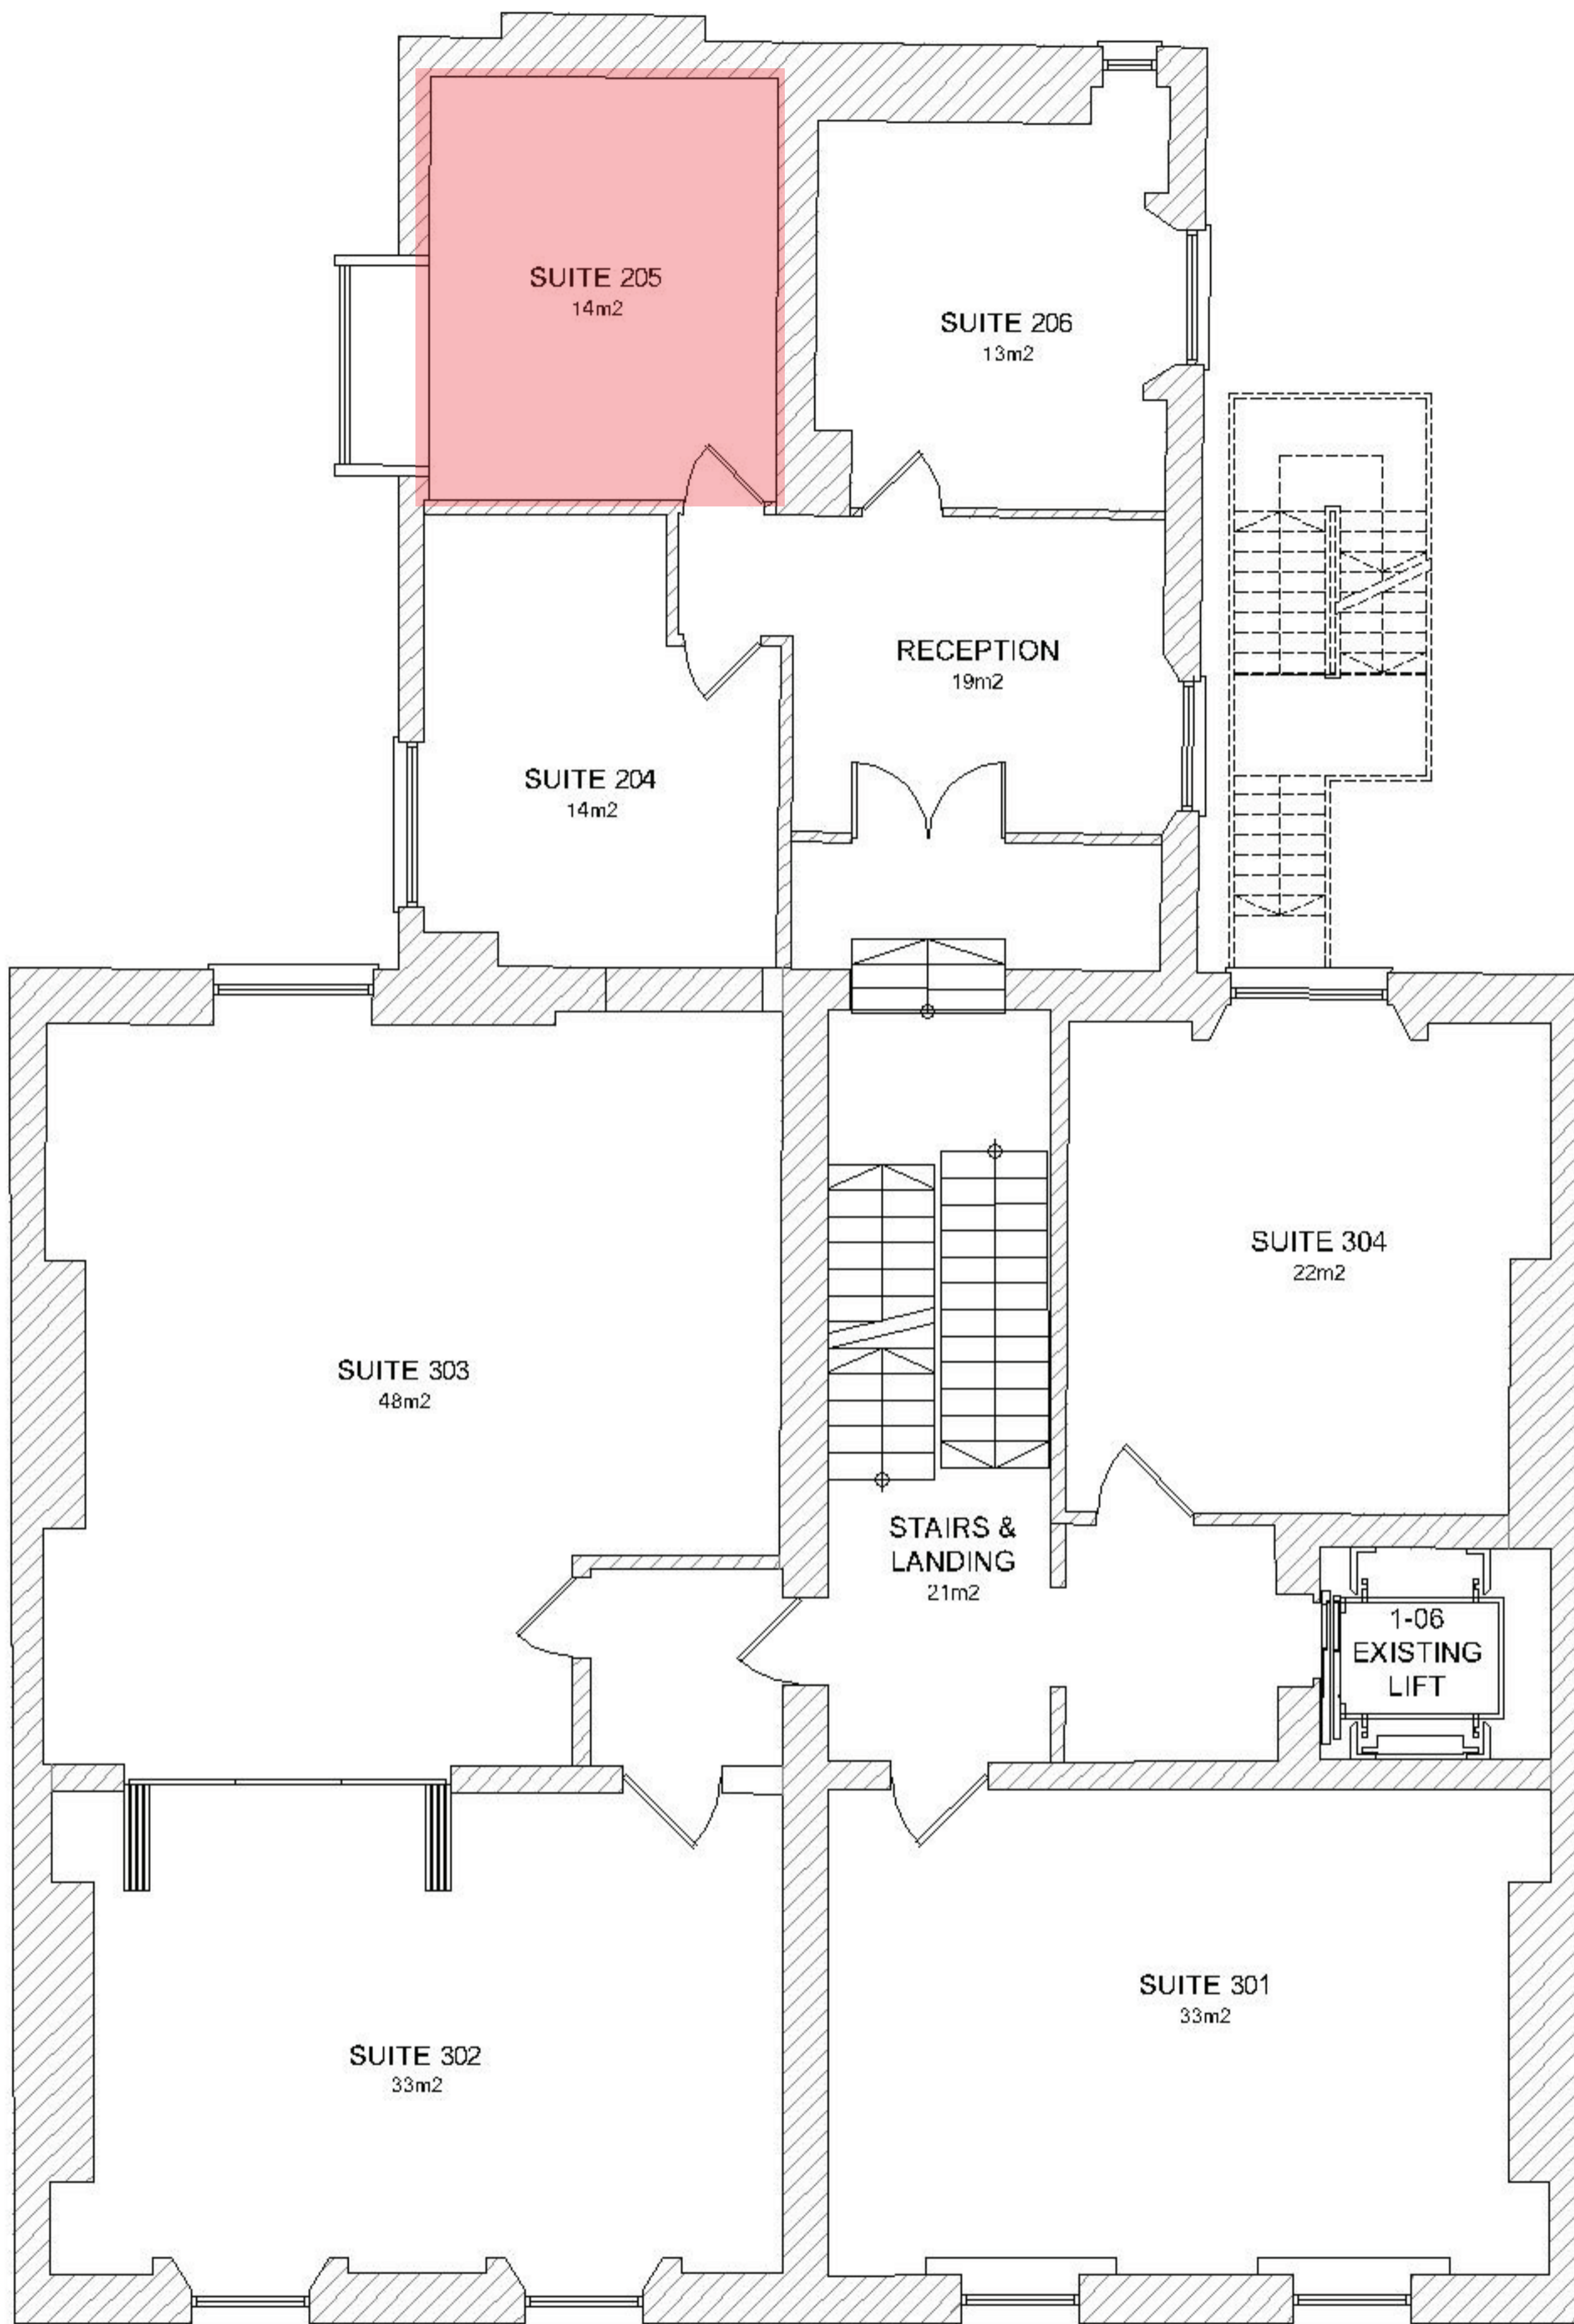 SUITE 205
14m2
SUITE 206
13m2
RECEPTION
19m2
SUITE 204
14m2
SUITE 304
22m2
SUITE 303
48m2
STAIRS &
LANDING
21m2
1-06
EXISTING
LIFT
SUITE 301
33m2
SUITE 302
33m2